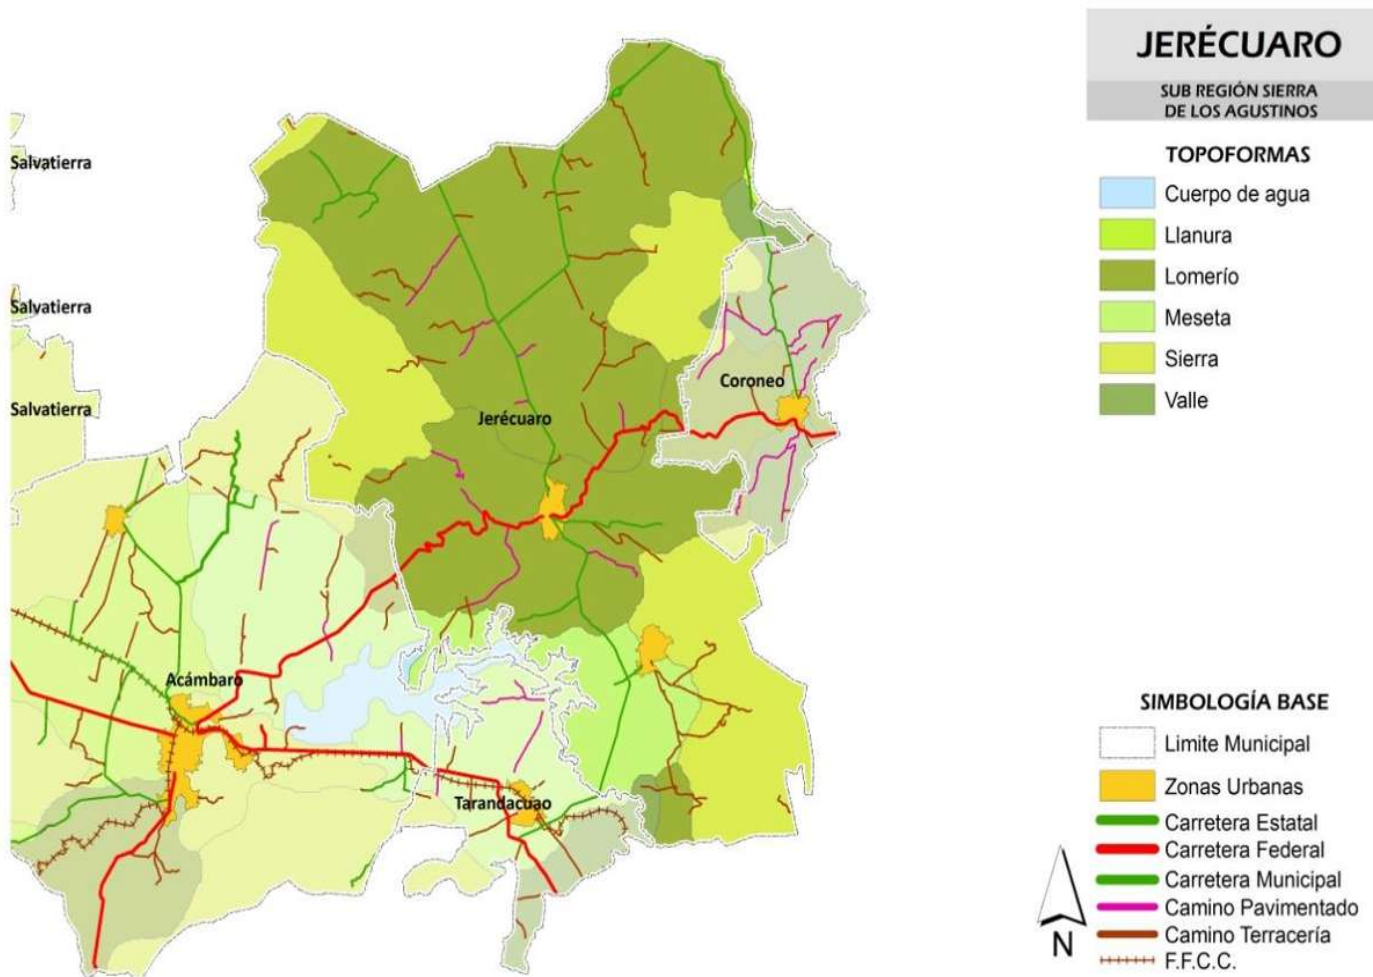 JERÉCUARO
SUB REGIÓN SIERRA
DE LOS AGUSTINOS
TOPOFORMAS
Cuerpo de agua
Llanura
Lomerío
Meseta
Sierra
Valle
Salvatierra
Salvatierra
Salvatierra
Coroneo
Jerécuaro
Acámbaro
Tarandacuao
SIMBOLOGÍA BASE
Limite Municipal
Zonas Urbanas
Carretera Estatal
Carretera Federal
Carretera Municipal
Camino Pavimentado
Camino Terracería
F.F.C.C.
N